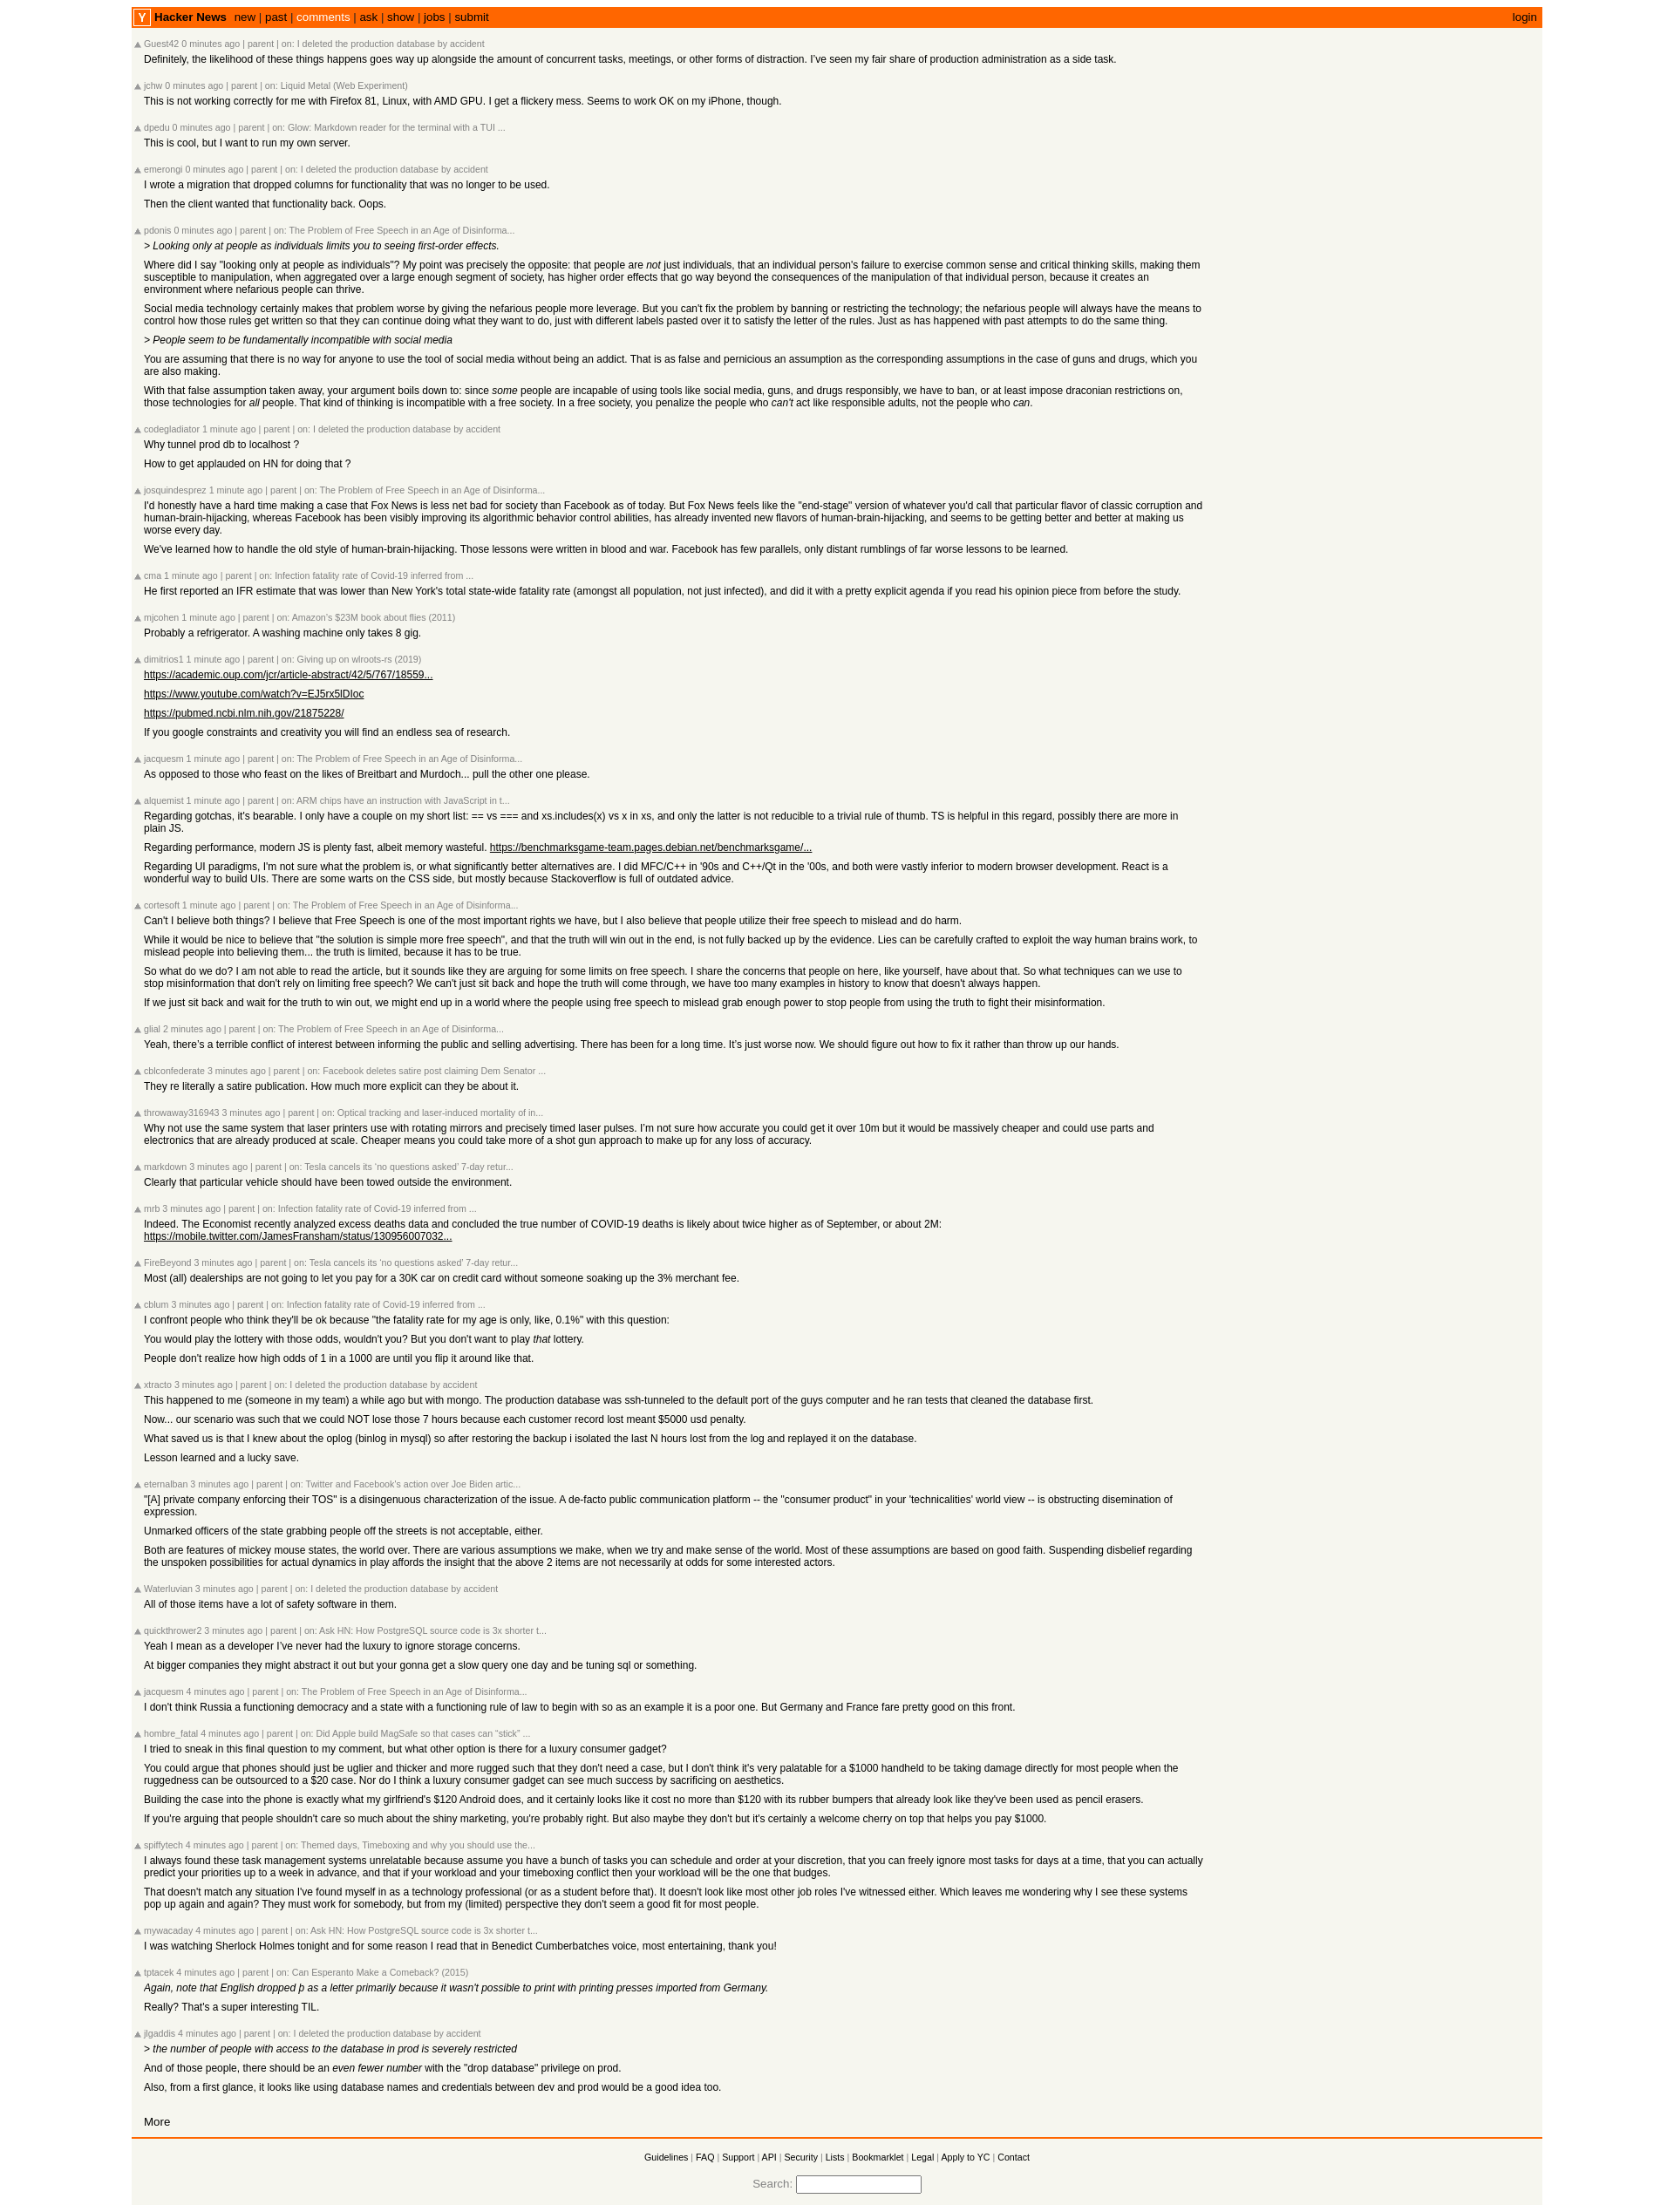 Y Hacker News new | past | comments | ask | show | jobs | submit login
Guest42 0 minutes ago | parent | on: I deleted the production database by accident
Definitely, the likelihood of these things happens goes way up alongside the amount of concurrent tasks, meetings, or other forms of distraction. I've seen my fair share of production administration as a side task.
jchw 0 minutes ago | parent | on: Liquid Metal (Web Experiment)
This is not working correctly for me with Firefox 81, Linux, with AMD GPU. I get a flickery mess. Seems to work OK on my iPhone, though.
dpedu 0 minutes ago | parent | on: Glow: Markdown reader for the terminal with a TUI ...
This is cool, but I want to run my own server.
emerongi 0 minutes ago | parent | on: I deleted the production database by accident
I wrote a migration that dropped columns for functionality that was no longer to be used.
Then the client wanted that functionality back. Oops.
pdonis 0 minutes ago | parent | on: The Problem of Free Speech in an Age of Disinforma...
> Looking only at people as individuals limits you to seeing first-order effects.
Where did I say "looking only at people as individuals"? My point was precisely the opposite: that people are not just individuals, that an individual person's failure to exercise common sense and critical thinking skills, making them
susceptible to manipulation, when aggregated over a large enough segment of society, has higher order effects that go way beyond the consequences of the manipulation of that individual person, because it creates an
environment where nefarious people can thrive.
Social media technology certainly makes that problem worse by giving the nefarious people more leverage. But you can't fix the problem by banning or restricting the technology; the nefarious people will always have the means to
control how those rules get written so that they can continue doing what they want to do, just with different labels pasted over it to satisfy the letter of the rules. Just as has happened with past attempts to do the same thing.
> People seem to be fundamentally incompatible with social media
You are assuming that there is no way for anyone to use the tool of social media without being an addict. That is as false and pernicious an assumption as the corresponding assumptions in the case of guns and drugs, which you
are also making.
With that false assumption taken away, your argument boils down to: since some people are incapable of using tools like social media, guns, and drugs responsibly, we have to ban, or at least impose draconian restrictions on,
those technologies for all people. That kind of thinking is incompatible with a free society. In a free society, you penalize the people who can't act like responsible adults, not the people who can.
codegladiator 1 minute ago | parent | on: I deleted the production database by accident
Why tunnel prod db to localhost ?
How to get applauded on HN for doing that ?
josquindesprez 1 minute ago | parent | on: The Problem of Free Speech in an Age of Disinforma...
I'd honestly have a hard time making a case that Fox News is less net bad for society than Facebook as of today. But Fox News feels like the "end-stage" version of whatever you'd call that particular flavor of classic corruption and
human-brain-hijacking, whereas Facebook has been visibly improving its algorithmic behavior control abilities, has already invented new flavors of human-brain-hijacking, and seems to be getting better and better at making us
worse every day.
We've learned how to handle the old style of human-brain-hijacking. Those lessons were written in blood and war. Facebook has few parallels, only distant rumblings of far worse lessons to be learned.
cma 1 minute ago | parent | on: Infection fatality rate of Covid-19 inferred from ...
He first reported an IFR estimate that was lower than New York's total state-wide fatality rate (amongst all population, not just infected), and did it with a pretty explicit agenda if you read his opinion piece from before the study.
mjcohen 1 minute ago | parent | on: Amazon's $23M book about flies (2011)
Probably a refrigerator. A washing machine only takes 8 gig.
dimitrios1 1 minute ago | parent | on: Giving up on wlroots-rs (2019)
https://academic.oup.com/jcr/article-abstract/42/5/767/18559...
https://www.youtube.com/watch?v=EJ5rx5lDIoc
https://pubmed.ncbi.nlm.nih.gov/21875228/
If you google constraints and creativity you will find an endless sea of research.
jacquesm 1 minute ago | parent | on: The Problem of Free Speech in an Age of Disinforma...
As opposed to those who feast on the likes of Breitbart and Murdoch... pull the other one please.
alquemist 1 minute ago | parent | on: ARM chips have an instruction with JavaScript in t...
Regarding gotchas, it's bearable. I only have a couple on my short list: == vs === and xs.includes(x) vs x in xs, and only the latter is not reducible to a trivial rule of thumb. TS is helpful in this regard, possibly there are more in
plain JS.
Regarding performance, modern JS is plenty fast, albeit memory wasteful. https://benchmarksgame-team.pages.debian.net/benchmarksgame/...
Regarding UI paradigms, I'm not sure what the problem is, or what significantly better alternatives are. I did MFC/C++ in '90s and C++/Qt in the '00s, and both were vastly inferior to modern browser development. React is a
wonderful way to build UIs. There are some warts on the CSS side, but mostly because Stackoverflow is full of outdated advice.
cortesoft 1 minute ago | parent | on: The Problem of Free Speech in an Age of Disinforma...
Can't I believe both things? I believe that Free Speech is one of the most important rights we have, but I also believe that people utilize their free speech to mislead and do harm.
While it would be nice to believe that "the solution is simple more free speech", and that the truth will win out in the end, is not fully backed up by the evidence. Lies can be carefully crafted to exploit the way human brains work, to
mislead people into believing them... the truth is limited, because it has to be true.
So what do we do? I am not able to read the article, but it sounds like they are arguing for some limits on free speech. I share the concerns that people on here, like yourself, have about that. So what techniques can we use to
stop misinformation that don't rely on limiting free speech? We can't just sit back and hope the truth will come through, we have too many examples in history to know that doesn't always happen.
If we just sit back and wait for the truth to win out, we might end up in a world where the people using free speech to mislead grab enough power to stop people from using the truth to fight their misinformation.
glial 2 minutes ago | parent | on: The Problem of Free Speech in an Age of Disinforma...
Yeah, there’s a terrible conflict of interest between informing the public and selling advertising. There has been for a long time. It’s just worse now. We should figure out how to fix it rather than throw up our hands.
cblconfederate 3 minutes ago | parent | on: Facebook deletes satire post claiming Dem Senator ...
They re literally a satire publication. How much more explicit can they be about it.
throwaway316943 3 minutes ago | parent | on: Optical tracking and laser-induced mortality of in...
Why not use the same system that laser printers use with rotating mirrors and precisely timed laser pulses. I’m not sure how accurate you could get it over 10m but it would be massively cheaper and could use parts and
electronics that are already produced at scale. Cheaper means you could take more of a shot gun approach to make up for any loss of accuracy.
markdown 3 minutes ago | parent | on: Tesla cancels its ‘no questions asked’ 7-day retur...
Clearly that particular vehicle should have been towed outside the environment.
mrb 3 minutes ago | parent | on: Infection fatality rate of Covid-19 inferred from ...
Indeed. The Economist recently analyzed excess deaths data and concluded the true number of COVID-19 deaths is likely about twice higher as of September, or about 2M:
https://mobile.twitter.com/JamesFransham/status/130956007032...
FireBeyond 3 minutes ago | parent | on: Tesla cancels its ‘no questions asked’ 7-day retur...
Most (all) dealerships are not going to let you pay for a 30K car on credit card without someone soaking up the 3% merchant fee.
cblum 3 minutes ago | parent | on: Infection fatality rate of Covid-19 inferred from ...
I confront people who think they'll be ok because "the fatality rate for my age is only, like, 0.1%" with this question:
You would play the lottery with those odds, wouldn't you? But you don't want to play that lottery.
People don't realize how high odds of 1 in a 1000 are until you flip it around like that.
xtracto 3 minutes ago | parent | on: I deleted the production database by accident
This happened to me (someone in my team) a while ago but with mongo. The production database was ssh-tunneled to the default port of the guys computer and he ran tests that cleaned the database first.
Now... our scenario was such that we could NOT lose those 7 hours because each customer record lost meant $5000 usd penalty.
What saved us is that I knew about the oplog (binlog in mysql) so after restoring the backup i isolated the last N hours lost from the log and replayed it on the database.
Lesson learned and a lucky save.
eternalban 3 minutes ago | parent | on: Twitter and Facebook's action over Joe Biden artic...
"[A] private company enforcing their TOS" is a disingenuous characterization of the issue. A de-facto public communication platform -- the "consumer product" in your 'technicalities' world view -- is obstructing disemination of
expression.
Unmarked officers of the state grabbing people off the streets is not acceptable, either.
Both are features of mickey mouse states, the world over. There are various assumptions we make, when we try and make sense of the world. Most of these assumptions are based on good faith. Suspending disbelief regarding
the unspoken possibilities for actual dynamics in play affords the insight that the above 2 items are not necessarily at odds for some interested actors.
Waterluvian 3 minutes ago | parent | on: I deleted the production database by accident
All of those items have a lot of safety software in them.
quickthrower2 3 minutes ago | parent | on: Ask HN: How PostgreSQL source code is 3x shorter t...
Yeah I mean as a developer I’ve never had the luxury to ignore storage concerns.
At bigger companies they might abstract it out but your gonna get a slow query one day and be tuning sql or something.
jacquesm 4 minutes ago | parent | on: The Problem of Free Speech in an Age of Disinforma...
I don't think Russia a functioning democracy and a state with a functioning rule of law to begin with so as an example it is a poor one. But Germany and France fare pretty good on this front.
hombre_fatal 4 minutes ago | parent | on: Did Apple build MagSafe so that cases can “stick” ...
I tried to sneak in this final question to my comment, but what other option is there for a luxury consumer gadget?
You could argue that phones should just be uglier and thicker and more rugged such that they don't need a case, but I don't think it's very palatable for a $1000 handheld to be taking damage directly for most people when the
ruggedness can be outsourced to a $20 case. Nor do I think a luxury consumer gadget can see much success by sacrificing on aesthetics.
Building the case into the phone is exactly what my girlfriend's $120 Android does, and it certainly looks like it cost no more than $120 with its rubber bumpers that already look like they've been used as pencil erasers.
If you're arguing that people shouldn't care so much about the shiny marketing, you're probably right. But also maybe they don't but it's certainly a welcome cherry on top that helps you pay $1000.
spiffytech 4 minutes ago | parent | on: Themed days, Timeboxing and why you should use the...
I always found these task management systems unrelatable because assume you have a bunch of tasks you can schedule and order at your discretion, that you can freely ignore most tasks for days at a time, that you can actually
predict your priorities up to a week in advance, and that if your workload and your timeboxing conflict then your workload will be the one that budges.
That doesn't match any situation I've found myself in as a technology professional (or as a student before that). It doesn't look like most other job roles I've witnessed either. Which leaves me wondering why I see these systems
pop up again and again? They must work for somebody, but from my (limited) perspective they don't seem a good fit for most people.
mywacaday 4 minutes ago | parent | on: Ask HN: How PostgreSQL source code is 3x shorter t...
I was watching Sherlock Holmes tonight and for some reason I read that in Benedict Cumberbatches voice, most entertaining, thank you!
tptacek 4 minutes ago | parent | on: Can Esperanto Make a Comeback? (2015)
Again, note that English dropped þ as a letter primarily because it wasn't possible to print with printing presses imported from Germany.
Really? That's a super interesting TIL.
jlgaddis 4 minutes ago | parent | on: I deleted the production database by accident
> the number of people with access to the database in prod is severely restricted
And of those people, there should be an even fewer number with the "drop database" privilege on prod.
Also, from a first glance, it looks like using database names and credentials between dev and prod would be a good idea too.
More
Guidelines | FAQ | Support | API | Security | Lists | Bookmarklet | Legal | Apply to YC | Contact
Search: